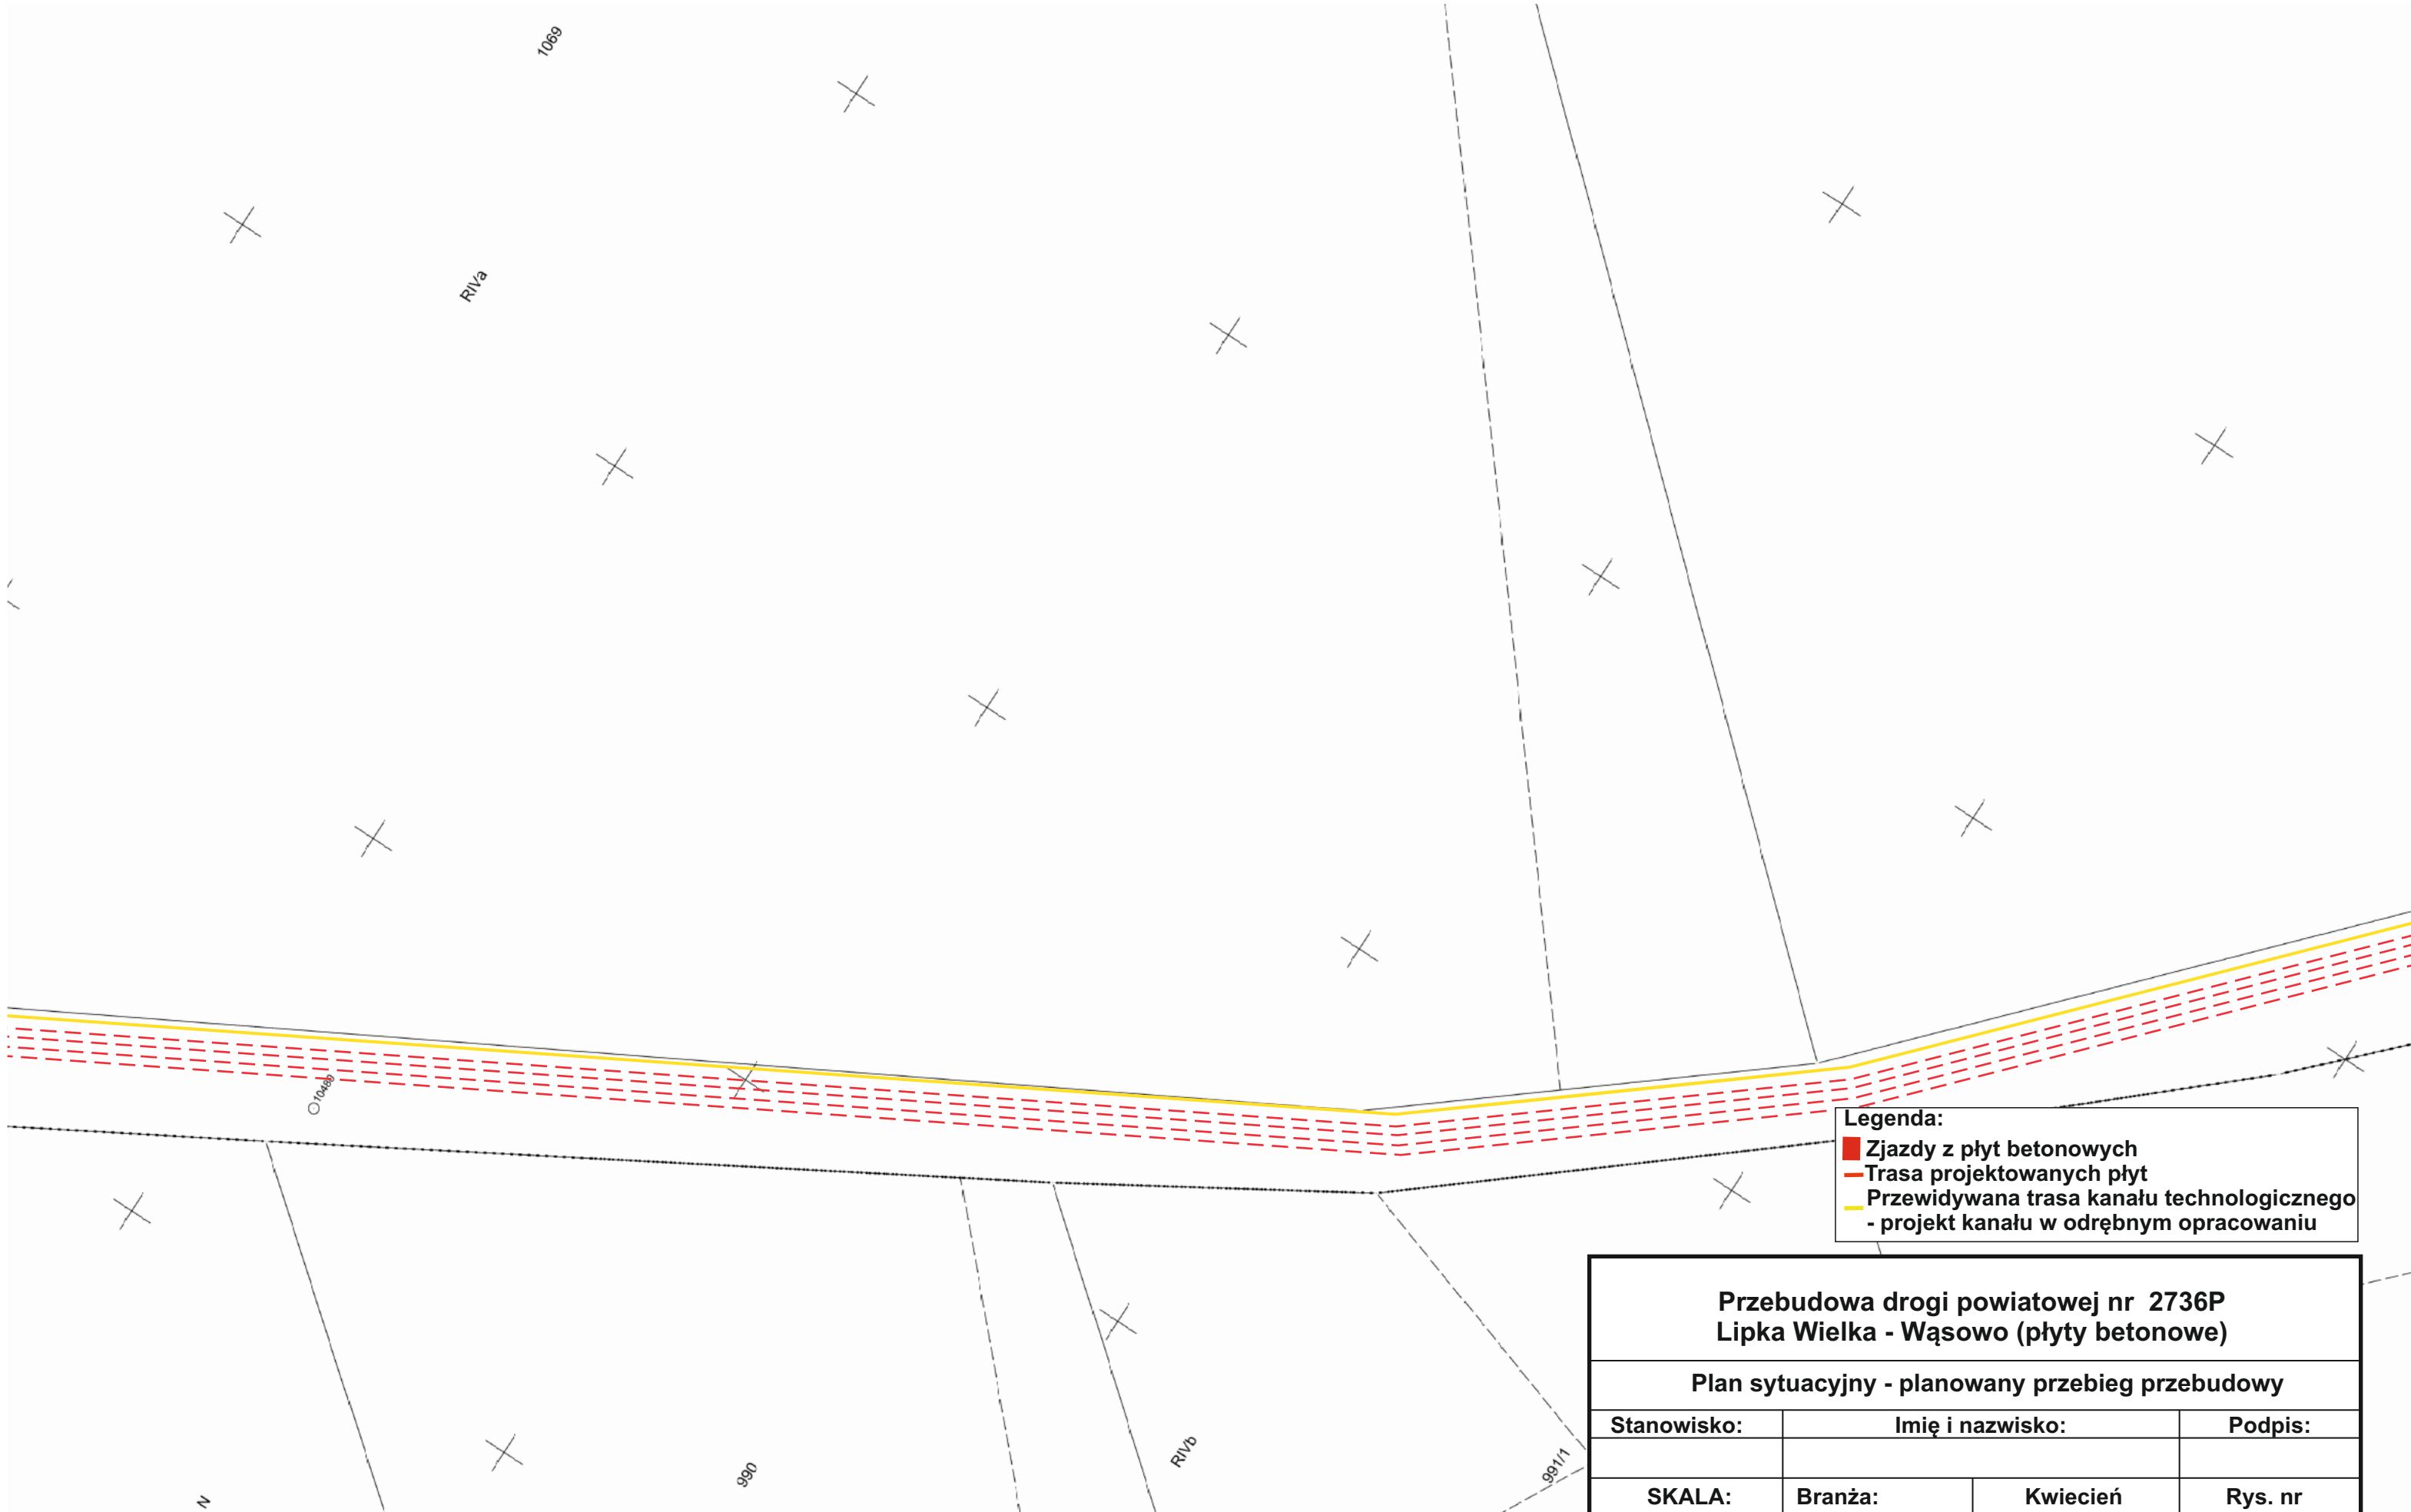 1069
RIVa
10480
Legenda:
Zjazdy z płyt betonowych
Trasa projektowanych płyt
Przewidywana trasa kanału technologicznego
- projekt kanału w odrębnym opracowaniu
Przebudowa drogi powiatowej nr 2736P
Lipka Wielka - Wąsowo (płyty betonowe)
Plan sytuacyjny - planowany przebieg przebudowy
Stanowisko: Imię i nazwisko: Podpis:
SKALA: Branża: Kwiecień Rys. nr
RIVb
991/1
990
N